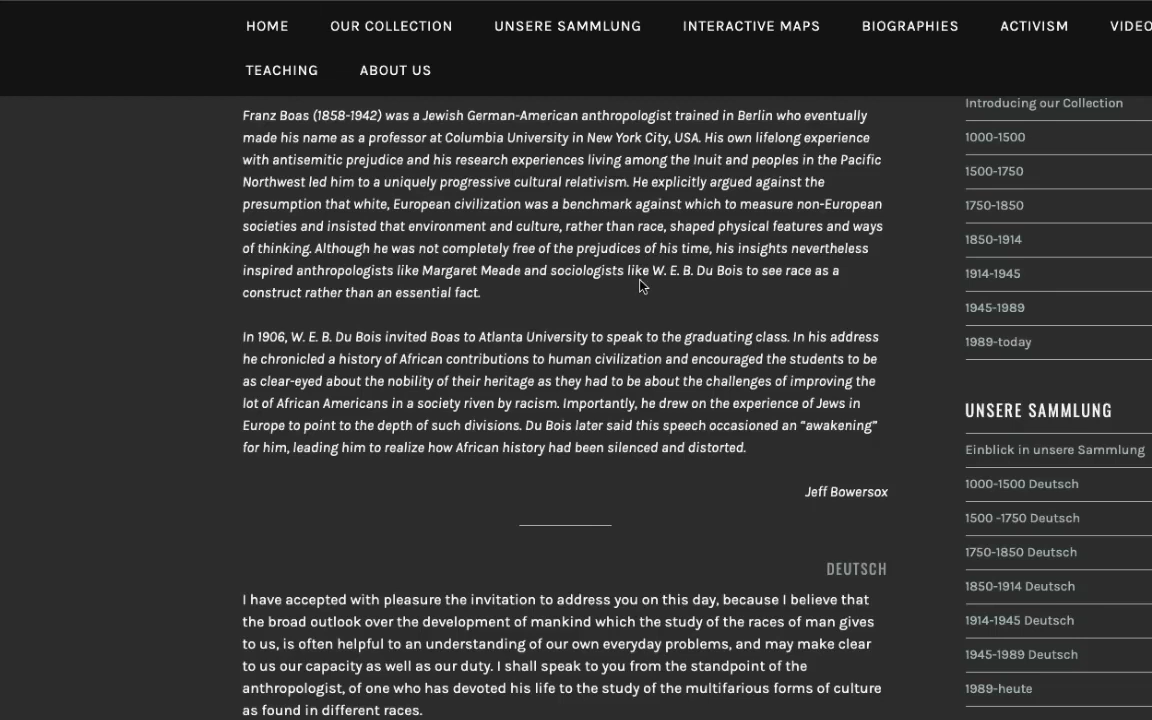 HOME
OUR COLLECTION
UNSERE SAMMLUNG
INTERACTIVE MAPS
BIOGRAPHIES
ACTIVISM
VIDEO
TEACHING
ABOUT US
Franz Boas (1858-1942) was a Jewish German-American anthropologist trained in Berlin who eventually
made his name as a professor at Columbia University in New York City, USA. His own lifelong experience
with antisemitic prejudice and his research experiences living among the Inuit and peoples in the Pacific
Northwest led him to a uniquely progressive cultural relativism. He explicitly argued against the
presumption that white, European civilization was a benchmark against which to measure non-European
societies and insisted that environment and culture, rather than race, shaped physical features and ways
of thinking. Although he was not completely free of the prejudices of his time, his insights nevertheless
inspired anthropologists like Margaret Meade and sociologists like W. E. B. Du Bois to see race as a
construct rather than an essential fact.
In 1906, W. E. B. Du Bois invited Boas to Atlanta University to speak to the graduating class. In his address
he chronicled a history of African contributions to human civilization and encouraged the students to be
as clear-eyed about the nobility of their heritage as they had to be about the challenges of improving the
lot of African Americans in a society riven by racism. Importantly, he drew on the experience of Jews in
Europe to point to the depth of such divisions. Du Bois later said this speech occasioned an “awakening”
for him, leading him to realize how African history had been silenced and distorted.
Jeff Bowersox
DEUTSCH
I have accepted with pleasure the invitation to address you on this day, because I believe that
the broad outlook over the development of mankind which the study of the races of man gives
to us, is often helpful to an understanding of our own everyday problems, and may make clear
to us our capacity as well as our duty. I shall speak to you from the standpoint of the
anthropologist, of one who has devoted his life to the study of the multifarious forms of culture
as found in different races.
Introducing our Collection
1000-1500
1500-1750
1750-1850
1850-1914
1914-1945
1945-1989
1989-today
UNSERE SAMMLUNG
Einblick in unsere Sammlung
1000-1500 Deutsch
1500 -1750 Deutsch
1750-1850 Deutsch
1850-1914 Deutsch
1914-1945 Deutsch
1945-1989 Deutsch
1989-heute